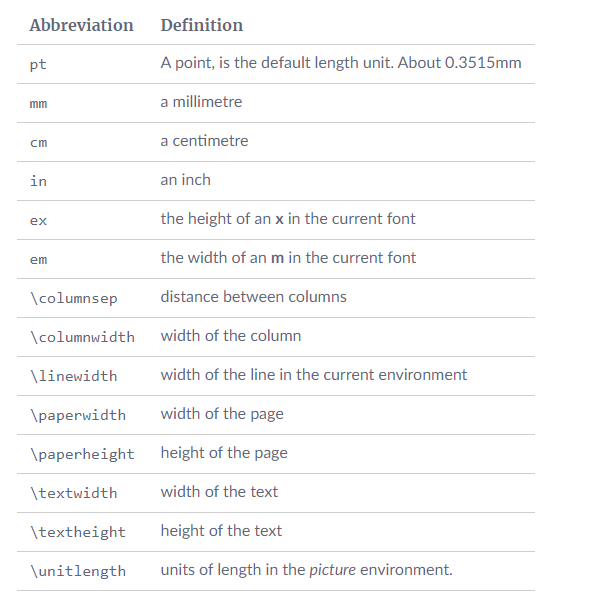 Abbreviation Definition
pt A point, is the default length unit. About 0.3515mm
mm a millimetre
cm a centimetre
in an inch
ex the height of an x in the current font
em the width of an m in the current font
\columnsep distance between columns
\columnwidth width of the column
\linewidth width of the line in the current environment
\paperwidth width of the page
\paperheight height of the page
\textwidth width of the text
\textheight height of the text
\unitlength units of length in the picture environment.